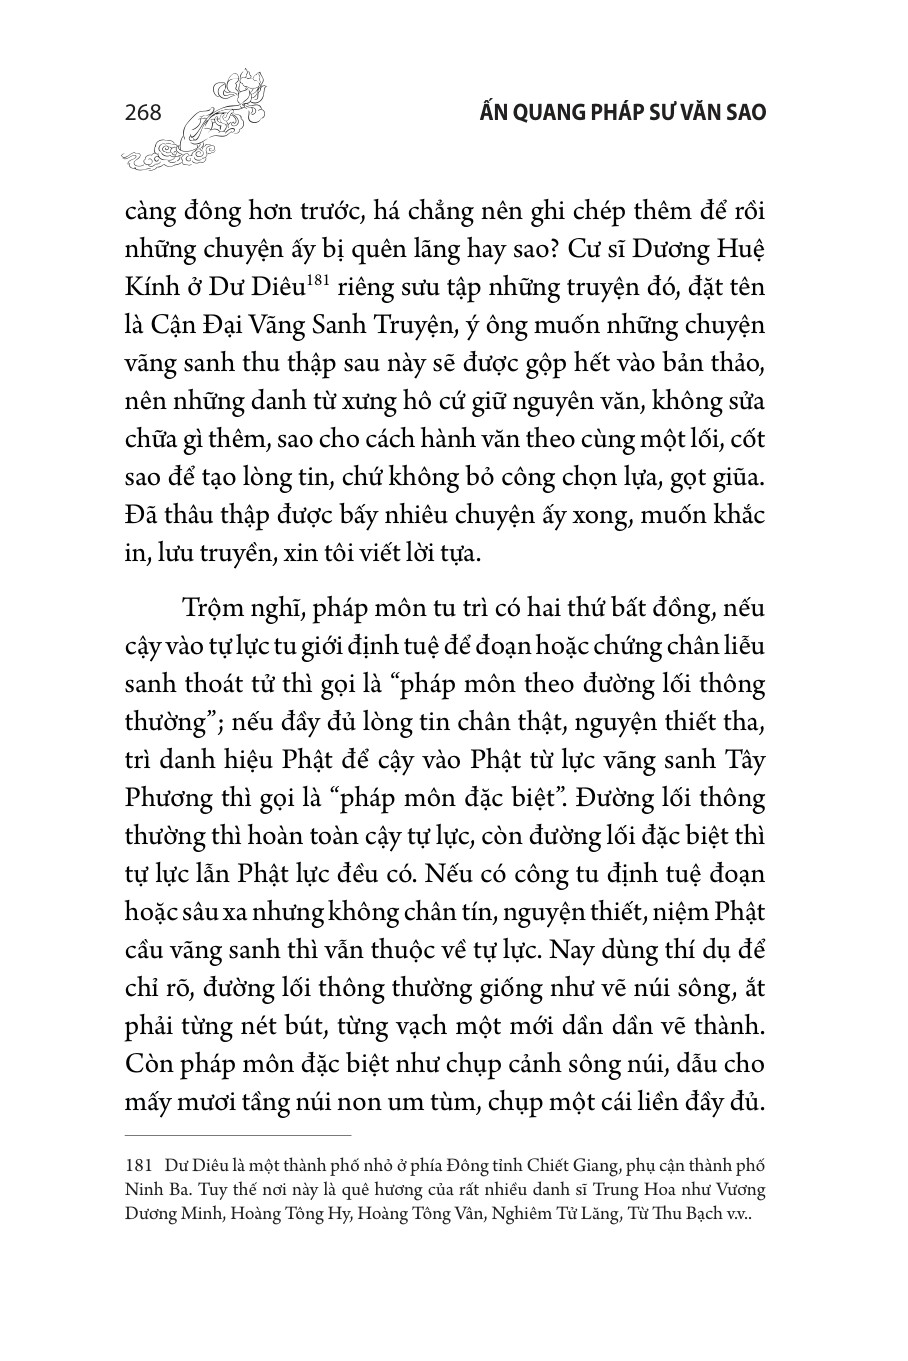 268
ẤN QUANG PHÁP SƯ VĂN SAO
càng đông hơn trước, há chẳng nên ghi chép thêm để rồi
những chuyện ấy bị quên lãng hay sao? Cư sĩ Dương Huệ
Kính ở Dư Diêu181 riêng sưu tập những truyện đó, đặt tên
là Cận Đại Vãng Sanh Truyện, ý ông muốn những chuyện
vãng sanh thu thập sau này sẽ được gộp hết vào bản thảo,
nên những danh từ xưng hô cứ giữ nguyên văn, không sửa
chữa gì thêm, sao cho cách hành văn theo cùng một lối, cốt
sao để tạo lòng tin, chứ không bỏ công chọn lựa, gọt giũa.
Đã thâu thập được bấy nhiêu chuyện ấy xong, muốn khắc
in, lưu truyền, xin tôi viết lời tựa.
Trộm nghĩ, pháp môn tu trì có hai thứ bất đồng, nếu
cậy vào tự lực tu giới định tuệ để đoạn hoặc chứng chân liễu
sanh thoát tử thì gọi là “pháp môn theo đường lối thông
thường”; nếu đầy đủ lòng tin chân thật, nguyện thiết tha,
trì danh hiệu Phật để cậy vào Phật từ lực vãng sanh Tây
Phương thì gọi là “pháp môn đặc biệt”. Đường lối thông
thường thì hoàn toàn cậy tự lực, còn đường lối đặc biệt thì
tự lực lẫn Phật lực đều có. Nếu có công tu định tuệ đoạn
hoặc sâu xa nhưng không chân tín, nguyện thiết, niệm Phật
cầu vãng sanh thì vẫn thuộc về tự lực. Nay dùng thí dụ để
chỉ rõ, đường lối thông thường giống như vẽ núi sông, ắt
phải từng nét bút, từng vạch một mới dần dần vẽ thành.
Còn pháp môn đặc biệt như chụp cảnh sông núi, dẫu cho
mấy mươi tầng núi non um tùm, chụp một cái liền đầy đủ.
181 Dư Diêu là một thành phố nhỏ ở phía Đông tỉnh Chiết Giang, phụ cận thành phố
Ninh Ba. Tuy thế nơi này là quê hương của rất nhiều danh sĩ Trung Hoa như Vương
Dương Minh, Hoàng Tông Hy, Hoàng Tông Vân, Nghiêm Tử Lăng, Từ Thu Bạch v.v..